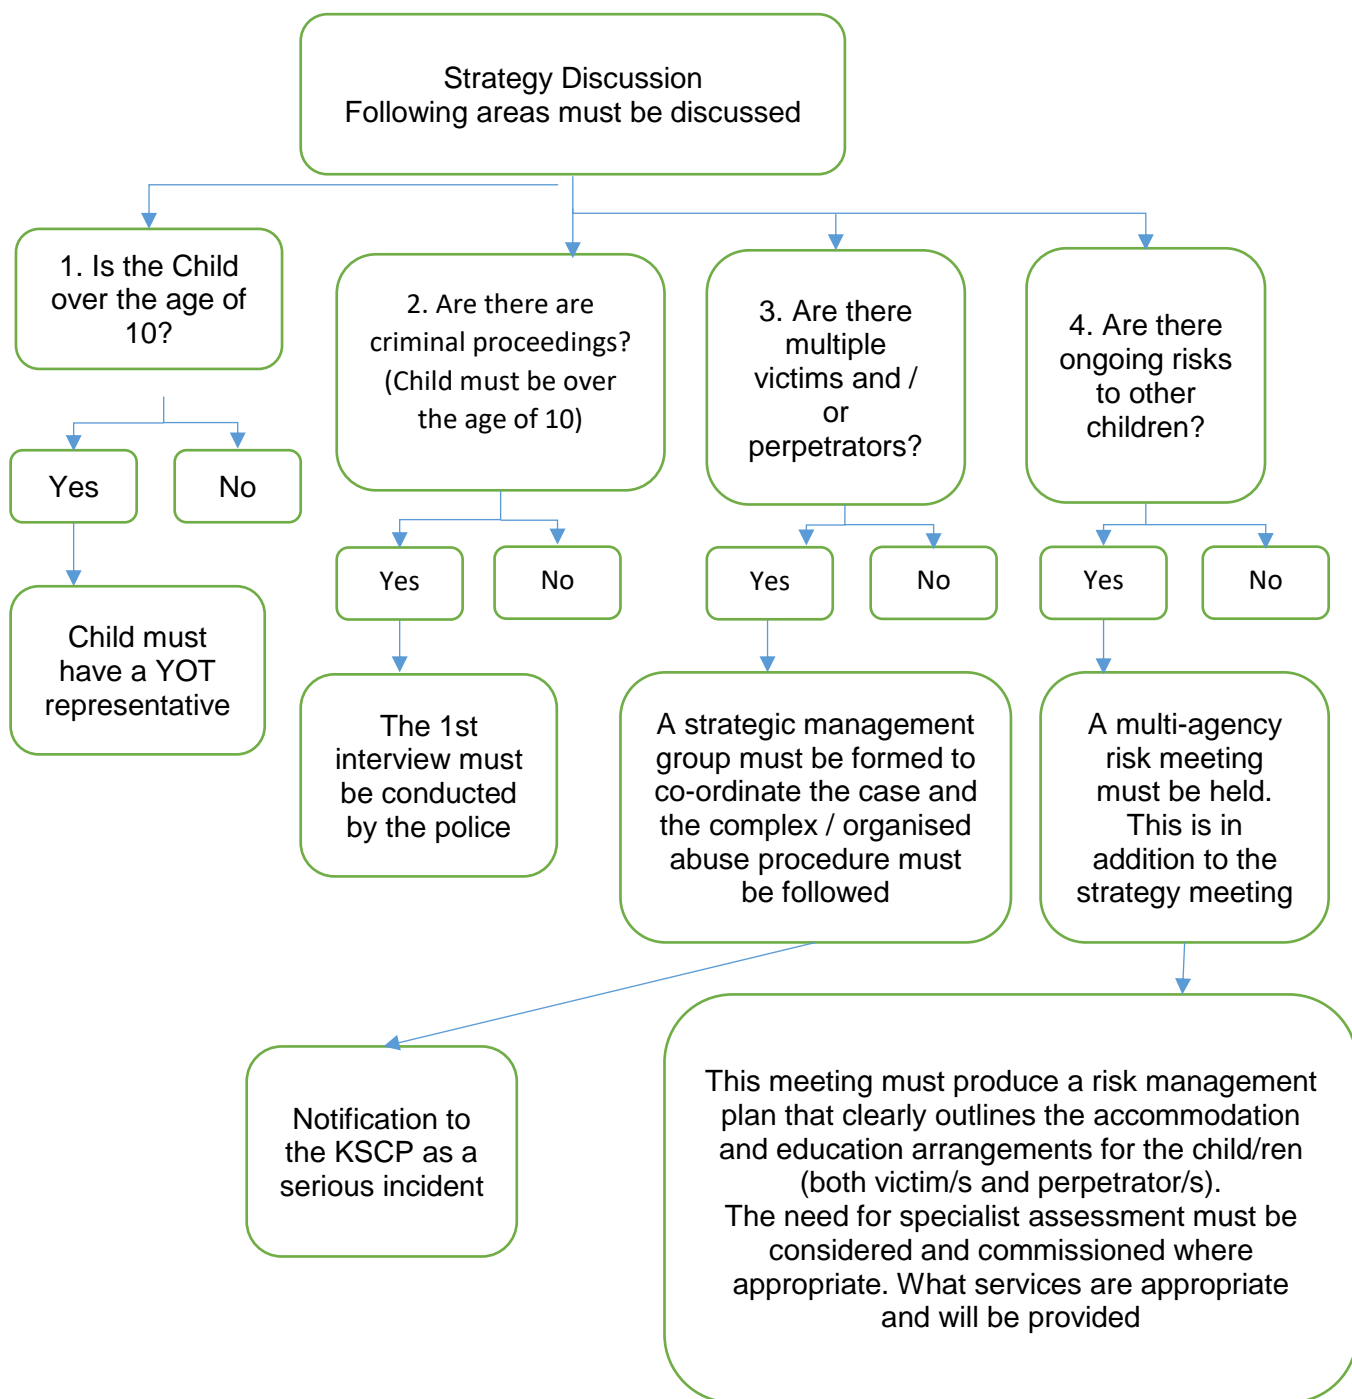 Strategy Discussion
Following areas must be discussed
1. Is the Child
over the age of
10?
Yes
No
Child must
have a YOT
representative
2. Are there are
criminal proceedings?
(Child must be over
the age of 10)
Yes
No
The 1st
interview must
be conducted
by the police
3. Are there
multiple
victims and /
or
perpetrators?
Yes
No
A strategic management
group must be formed to
co-ordinate the case and
the complex / organised
abuse procedure must
be followed
Notification to
the KSCP as a
serious incident
4. Are there
ongoing risks
to other
children?
Yes
No
A multi-agency
risk meeting
must be held.
This is in
addition to the
strategy meeting
This meeting must produce a risk management
plan that clearly outlines the accommodation
and education arrangements for the child/ren
(both victim/s and perpetrator/s).
The need for specialist assessment must be
considered and commissioned where
appropriate. What services are appropriate
and will be provided